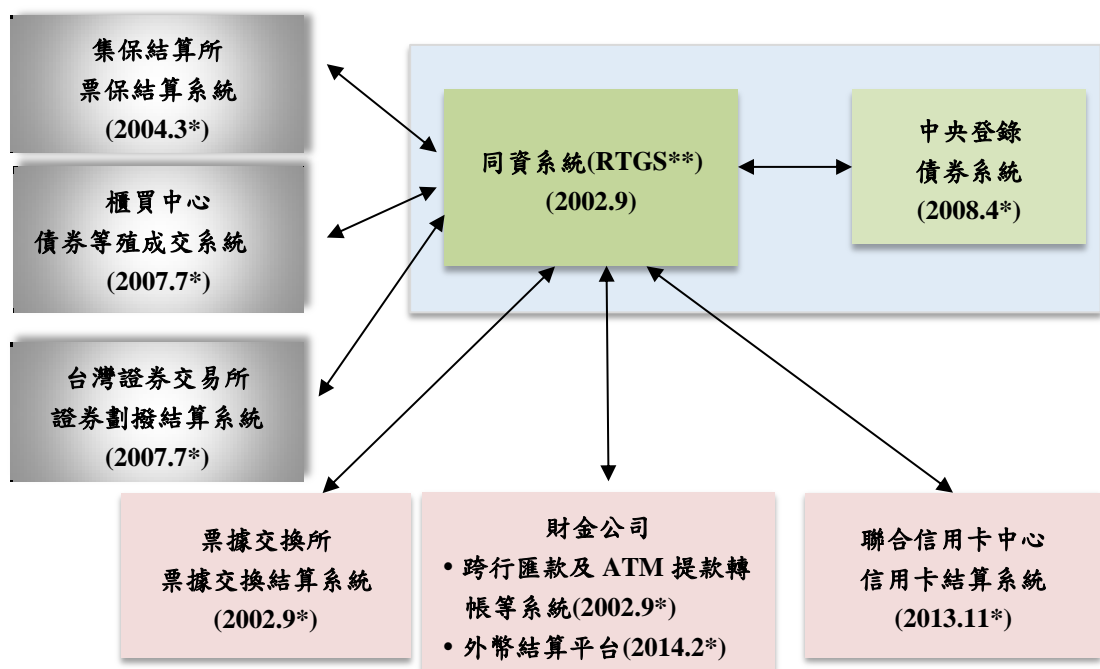 集保結算所
票保結算系統
(2004.3*)
櫃買中心
債券等殖成交系統
(2007.7*)
台灣證券交易所
證券劃撥結算系統
(2007.7*)
同資系統(RTGS**)
(2002.9)
中央登錄
債券系統
(2008.4*)
票據交換所
票據交換結算系統
(2002.9*)
財金公司
• 跨行匯款及 ATM 提款轉
帳等系統(2002.9*)
• 外幣結算平台(2014.2*)
聯合信用卡中心
信用卡結算系統
(2013.11*)